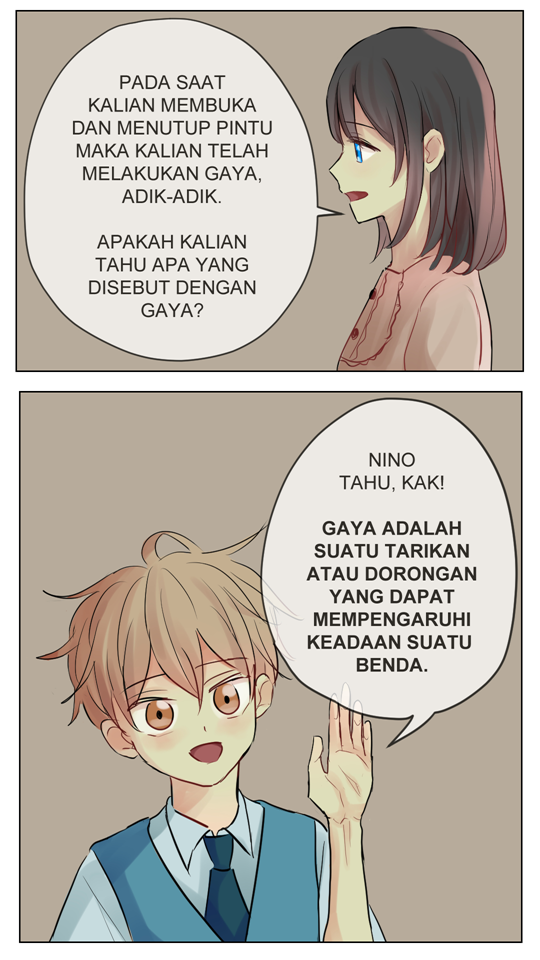 PADA SAAT
KALIAN MEMBUKA
DAN MENUTUP PINTU
MAKA KALIAN TELAH
MELAKUKAN GAYA,
ADIK-ADIK.
APAKAH KALIAN
TAHU APA YANG
DISEBUT DENGAN
GAYA?
NINO
TAHU, KAK!
GAYA ADALAH
SUATU TARIKAN
ATAU DORONGAN
YANG DAPAT
MEMPENGARUHI
KEADAAN SUATU
BENDA.